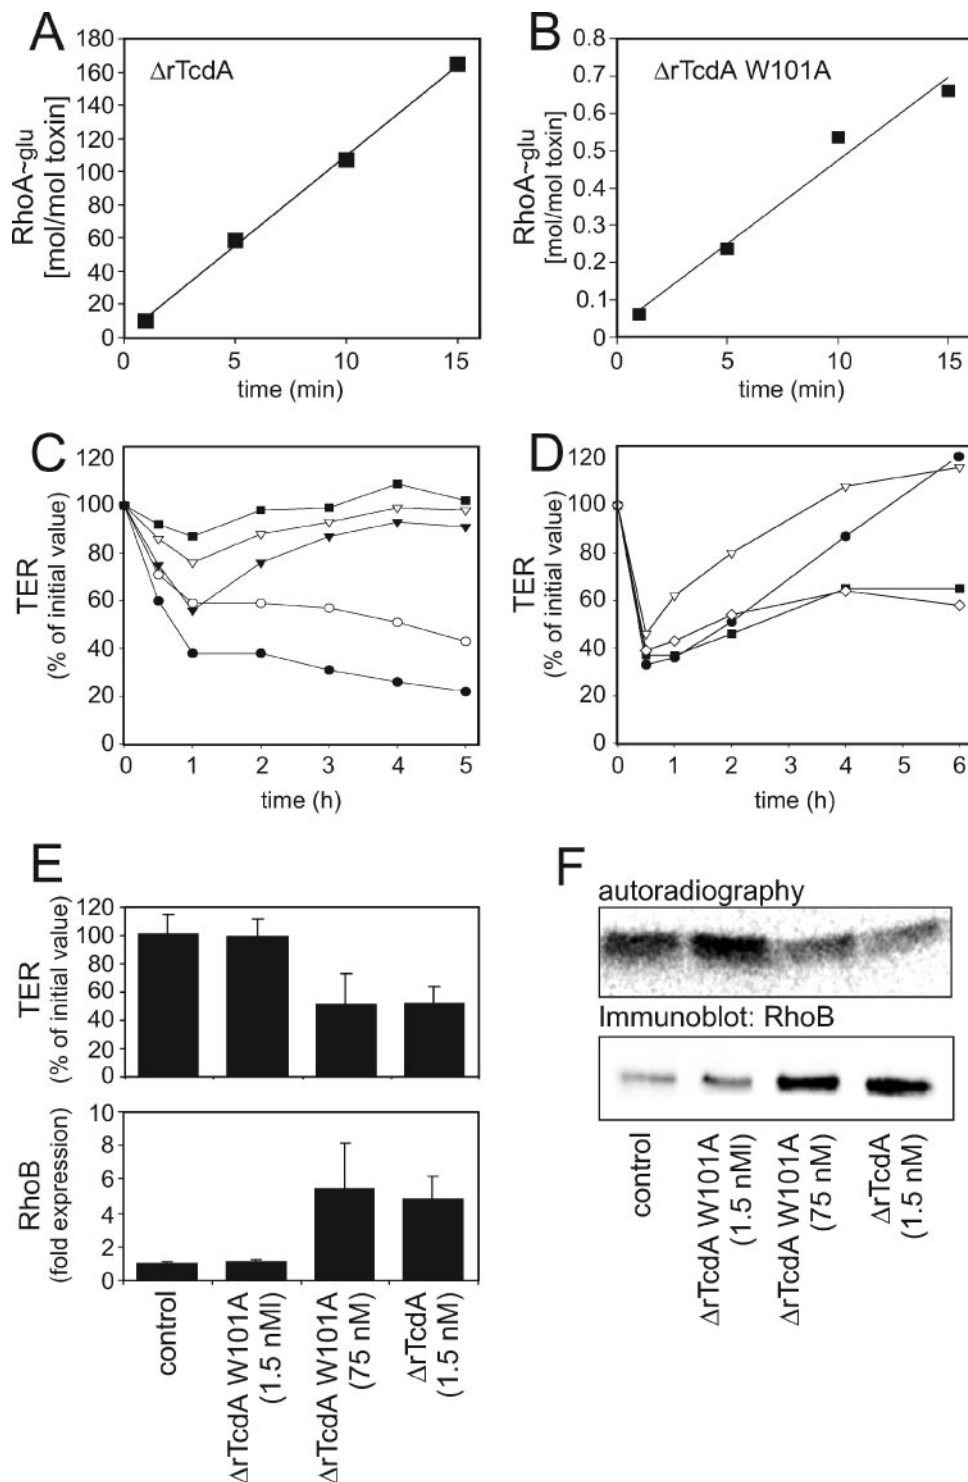 A
RhoA~glu
[mol/mol toxin]
180
160
140
120
100
80
60
40
20
0
ΔrTcdA
0 5 10 15
time (min)
B
RhoA~glu
[mol/mol toxin]
0.8
0.7
0.6
0.5
0.4
0.3
0.2
0.1
0
ΔrTcdA W101A
0 5 10 15
time (min)
C
TER
(% of initial value)
120
100
80
60
40
20
0
0 1 2 3 4 5
time (h)
D
TER
(% of initial value)
120
100
80
60
40
20
0
0 1 2 3 4 5 6
time (h)
E
TER
(% of initial value)
120
100
80
60
40
20
0
RhoB
(fold expression)
10
8
6
4
2
0
control
ΔrTcdA W101A
(1.5 nMl)
ΔrTcdA W101A
(75 nM)
ΔrTcdA
(1.5 nM)
F
autoradiography
Immunoblot: RhoB
control
ΔrTcdA W101A
(1.5 nMl)
ΔrTcdA W101A
(75 nM)
ΔrTcdA
(1.5 nM)